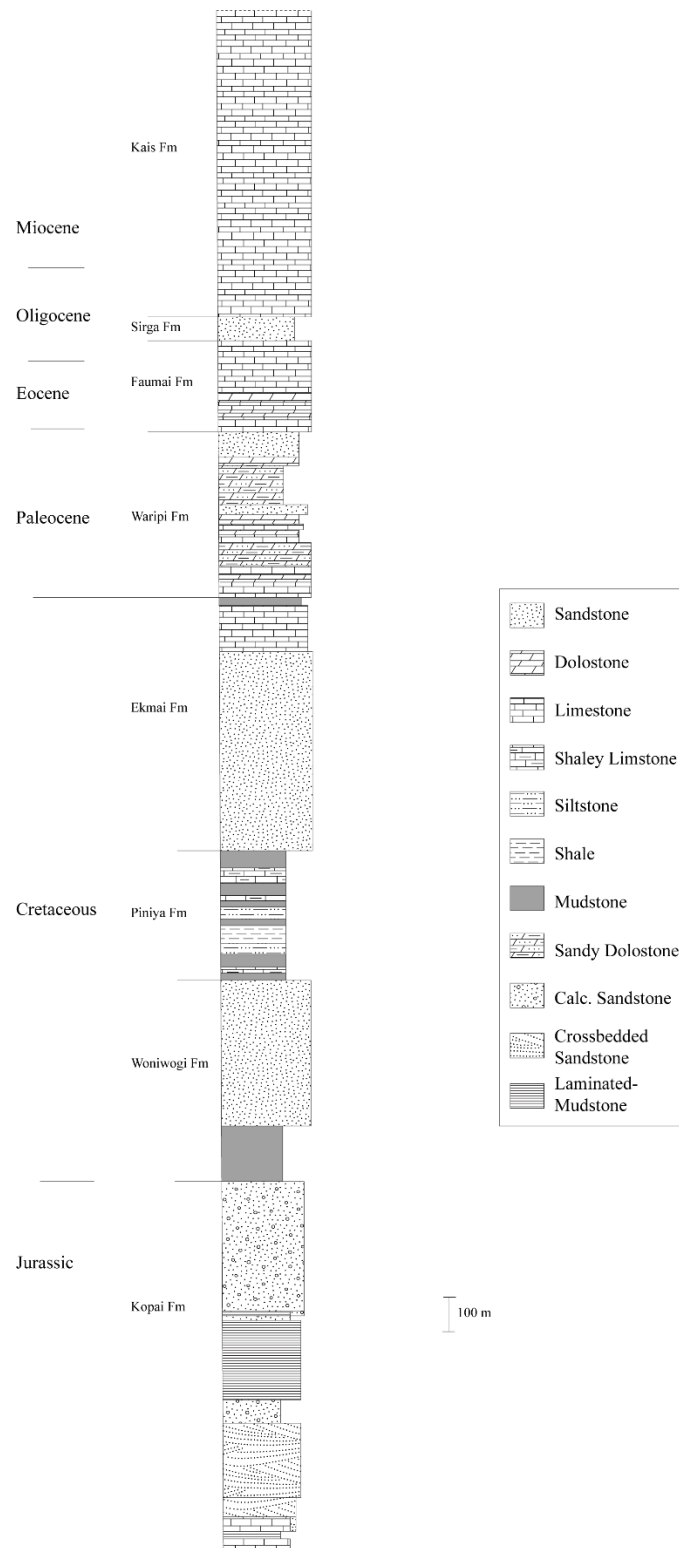 Kais Fm
Miocene
Oligocene
Sirga Fm
Faumai Fm
Eocene
Paleocene
Waripi Fm
Ekmai Fm
Cretaceous
Piniya Fm
Woniwogi Fm
Jurassic
Kopai Fm
Sandstone
Dolostone
Limestone
Shaley Limstone
Siltstone
Shale
Mudstone
Sandy Dolostone
Calc. Sandstone
Crossbedded
Sandstone
Laminated-
Mudstone
100 m